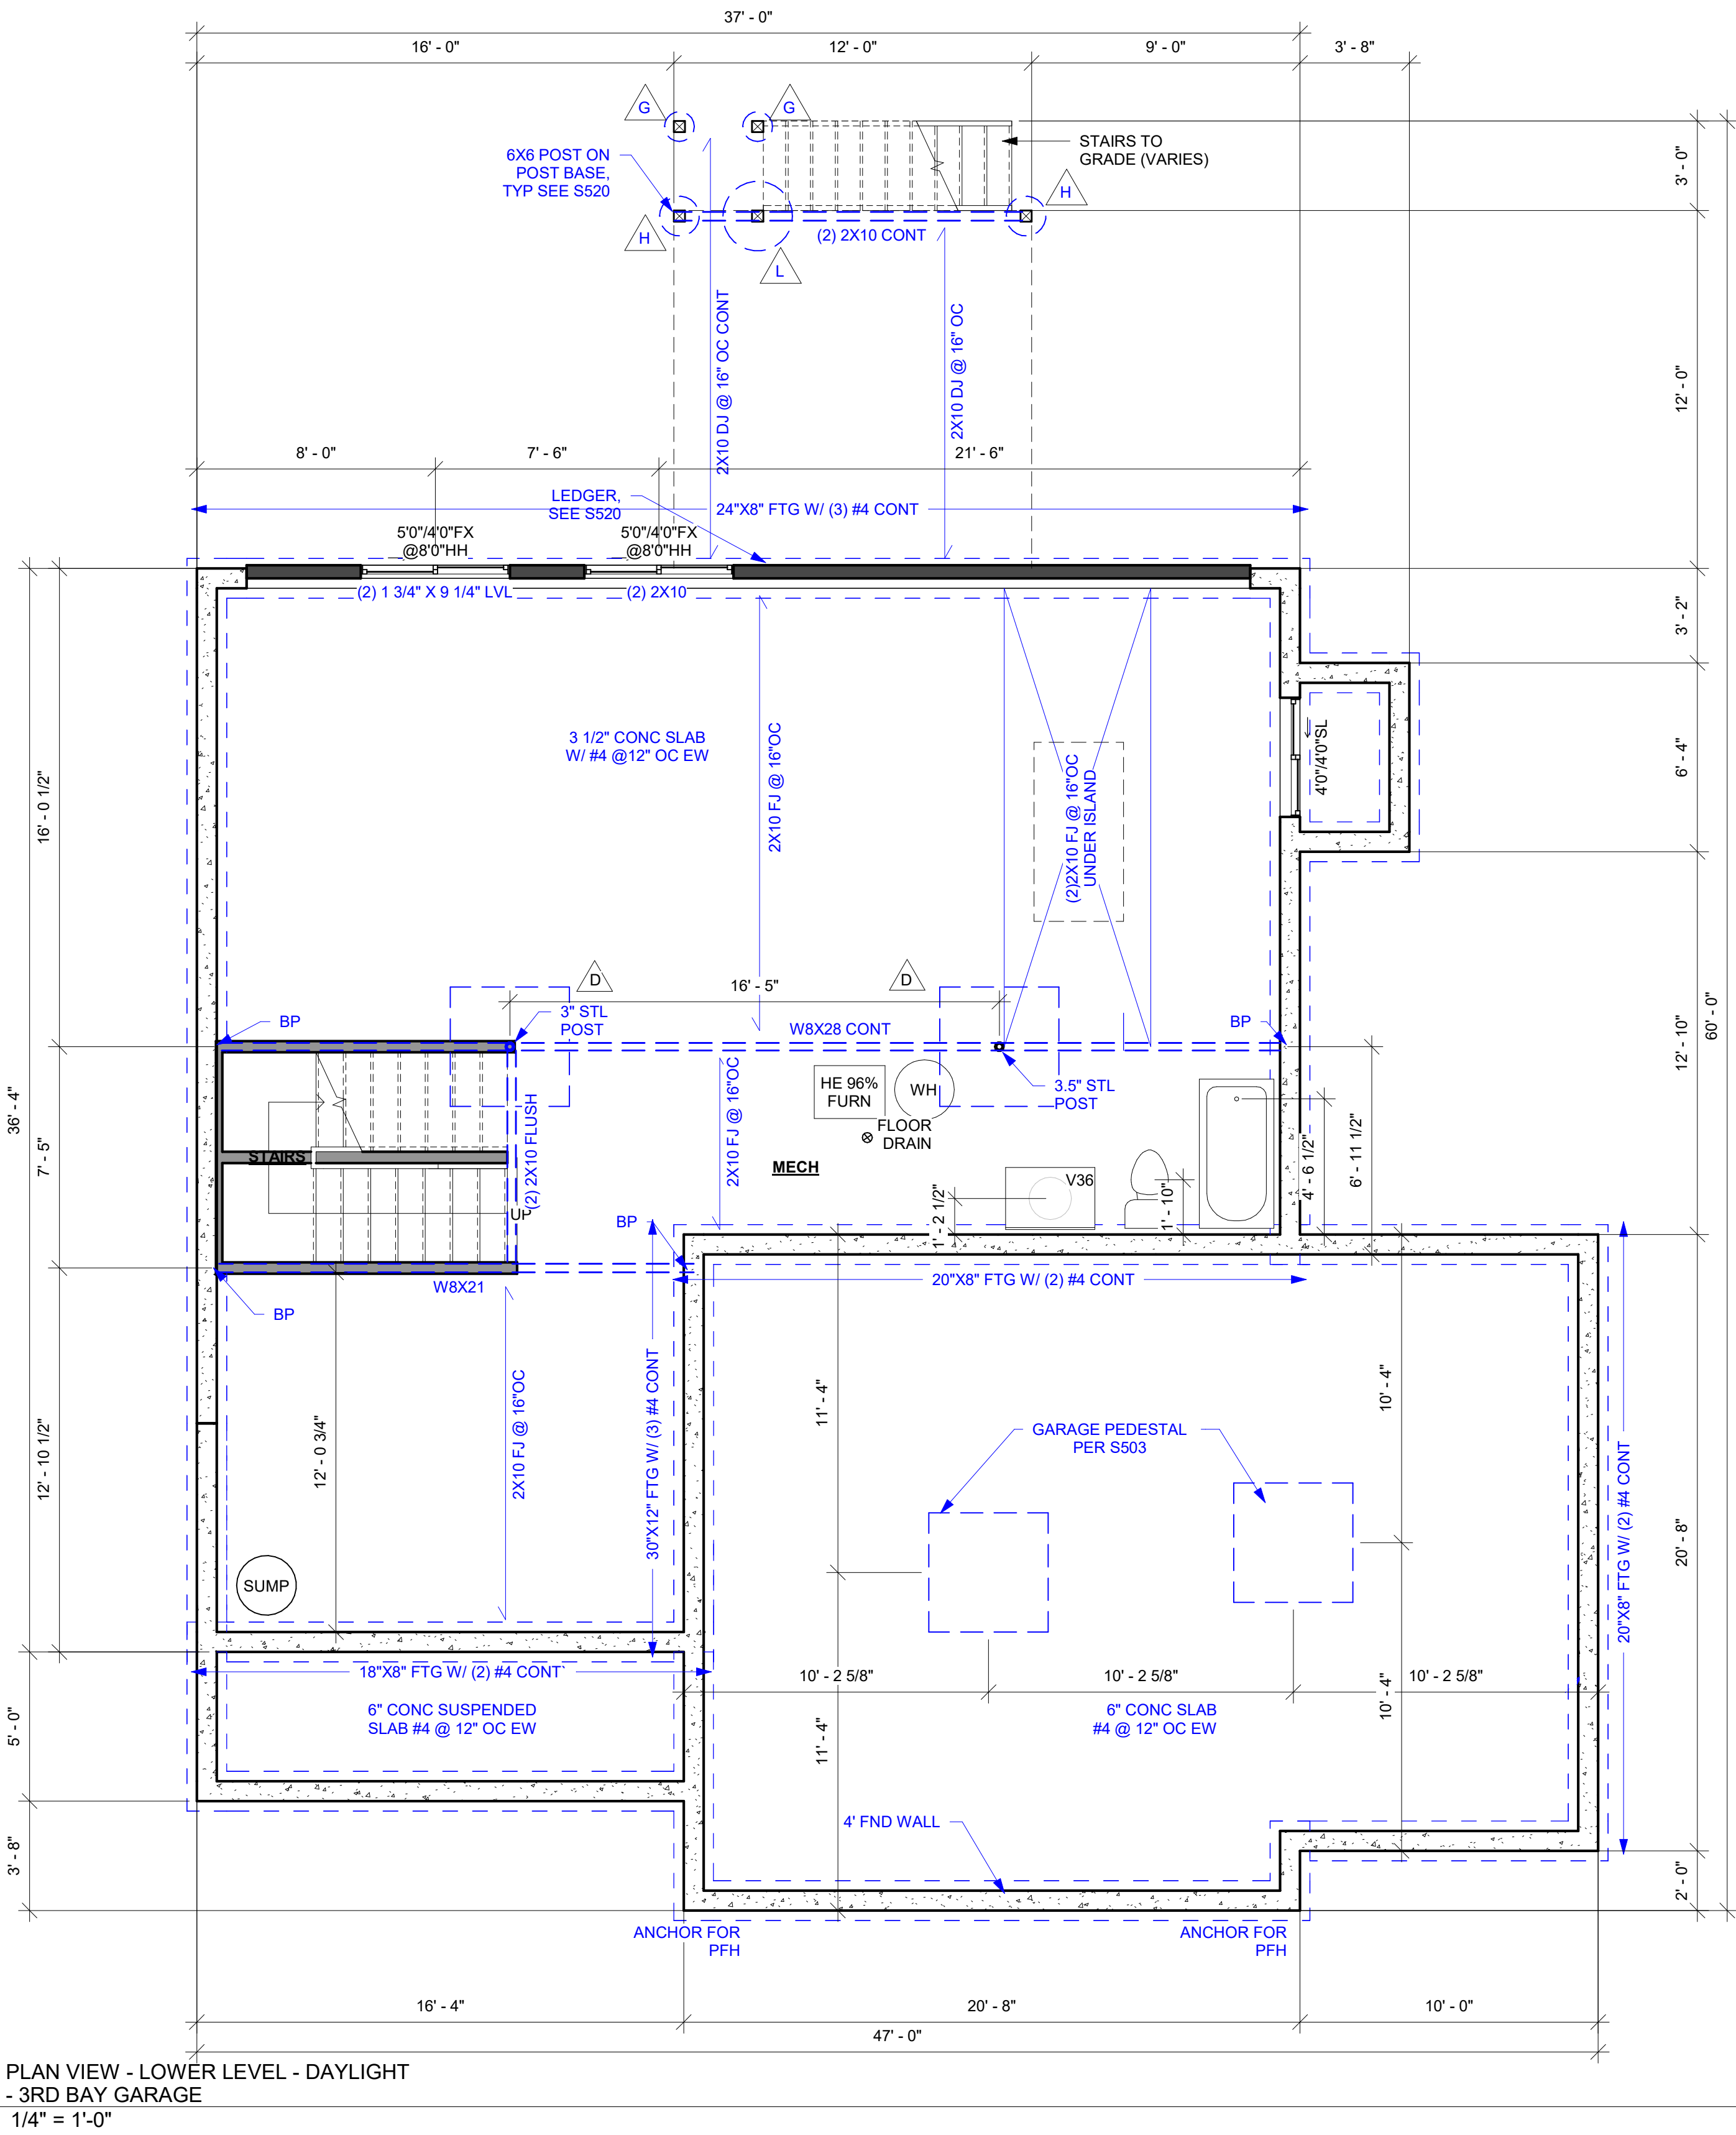 37' - 0"
16' - 0"
12' - 0"
9' - 0"
3' - 8"
G
G
6X6 POST ON
POST BASE,
TYP SEE S520
STAIRS TO
GRADE (VARIES)
3' - 0"
H
H
(2) 2X10 CONT
L
2X10 DJ @ 16" OC CONT
2X10 DJ @ 16" OC
12' - 0"
8' - 0"
7' - 6"
21' - 6"
LEDGER,
SEE S520
24"X8" FTG W/ (3) #4 CONT
5'0"/4'0"FX
@8'0"HH
5'0"/4'0"FX
@8'0"HH
(2) 1 3/4" X 9 1/4" LVL
(2) 2X10
3' - 2"
3 1/2" CONC SLAB
W/ #4 @12" OC EW
2X10 FJ @ 16"OC
(2)2X10 FJ @ 16"OC
UNDER ISLAND
4'0"/4'0"SL
6' - 4"
16' - 0 1/2"
D
D
16' - 5"
BP
3" STL
POST
W8X28 CONT
BP
12' - 10"
60' - 0"
36' - 4"
7' - 5"
STAIRS
UP
(2) 2X10 FLUSH
2X10 FJ @ 16"OC
HE 96%
FURN
WH
FLOOR
DRAIN
3.5" STL
POST
MECH
V36
1' - 2 1/2"
1' - 10"
4' - 6 1/2"
6' - 11 1/2"
BP
W8X21
BP
20"X8" FTG W/ (2) #4 CONT
12' - 10 1/2"
12' - 0 3/4"
2X10 FJ @ 16"OC
30"X12" FTG W/ (3) #4 CONT
11' - 4"
10' - 4"
GARAGE PEDESTAL
PER S503
20"X8" FTG W/ (2) #4 CONT
20' - 8"
SUMP
18"X8" FTG W/ (2) #4 CONT`
10' - 2 5/8"
10' - 2 5/8"
10' - 2 5/8"
6" CONC SUSPENDED
SLAB #4 @ 12" OC EW
11' - 4"
6" CONC SLAB
#4 @ 12" OC EW
10' - 4"
5' - 0"
3' - 8"
4' FND WALL
2' - 0"
ANCHOR FOR
PFH
ANCHOR FOR
PFH
16' - 4"
20' - 8"
10' - 0"
47' - 0"
PLAN VIEW - LOWER LEVEL - DAYLIGHT
- 3RD BAY GARAGE
1/4" = 1'-0"